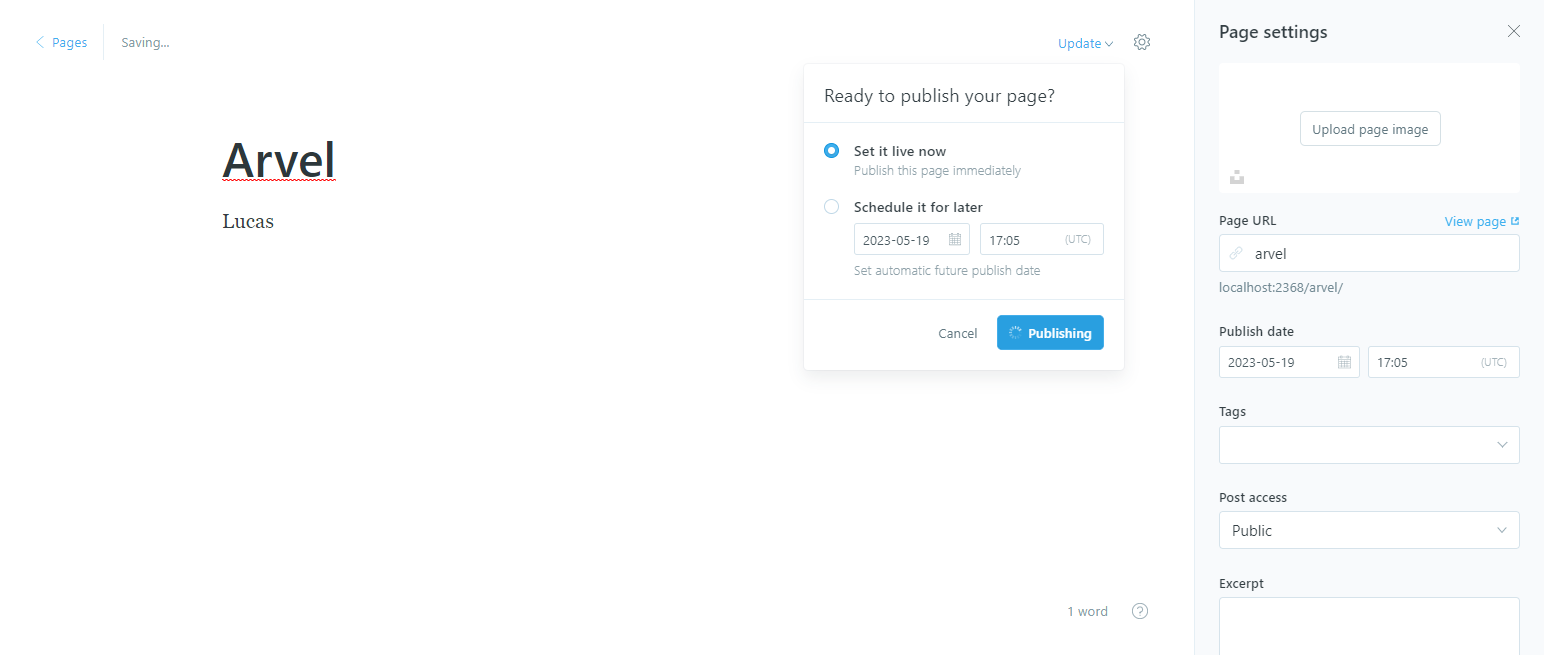 Pages
Saving...
Update
Ready to publish your page?
Set it live now
Publish this page immediately
Schedule it for later
2023-05-19
17:05 (UTC)
Set automatic future publish date
Cancel
Publishing
Arvel
Lucas
1 word
?
Page settings
Upload page image
Page URL
View page
arvel
localhost:2368/arvel/
Publish date
2023-05-19
17:05 (UTC)
Tags
Post access
Public
Excerpt